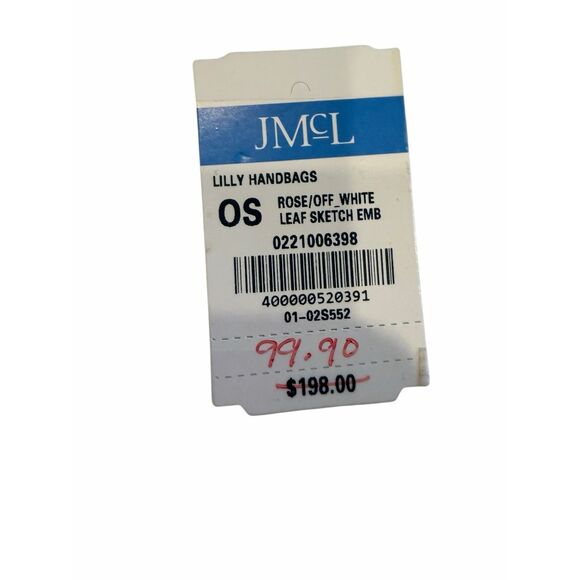 JMcL
LILLY HANDBAGS
OS
ROSE/OFF_WHITE
LEAF SKETCH EMB
0221006398
400000520391
01-02S552
99.90
$198.00